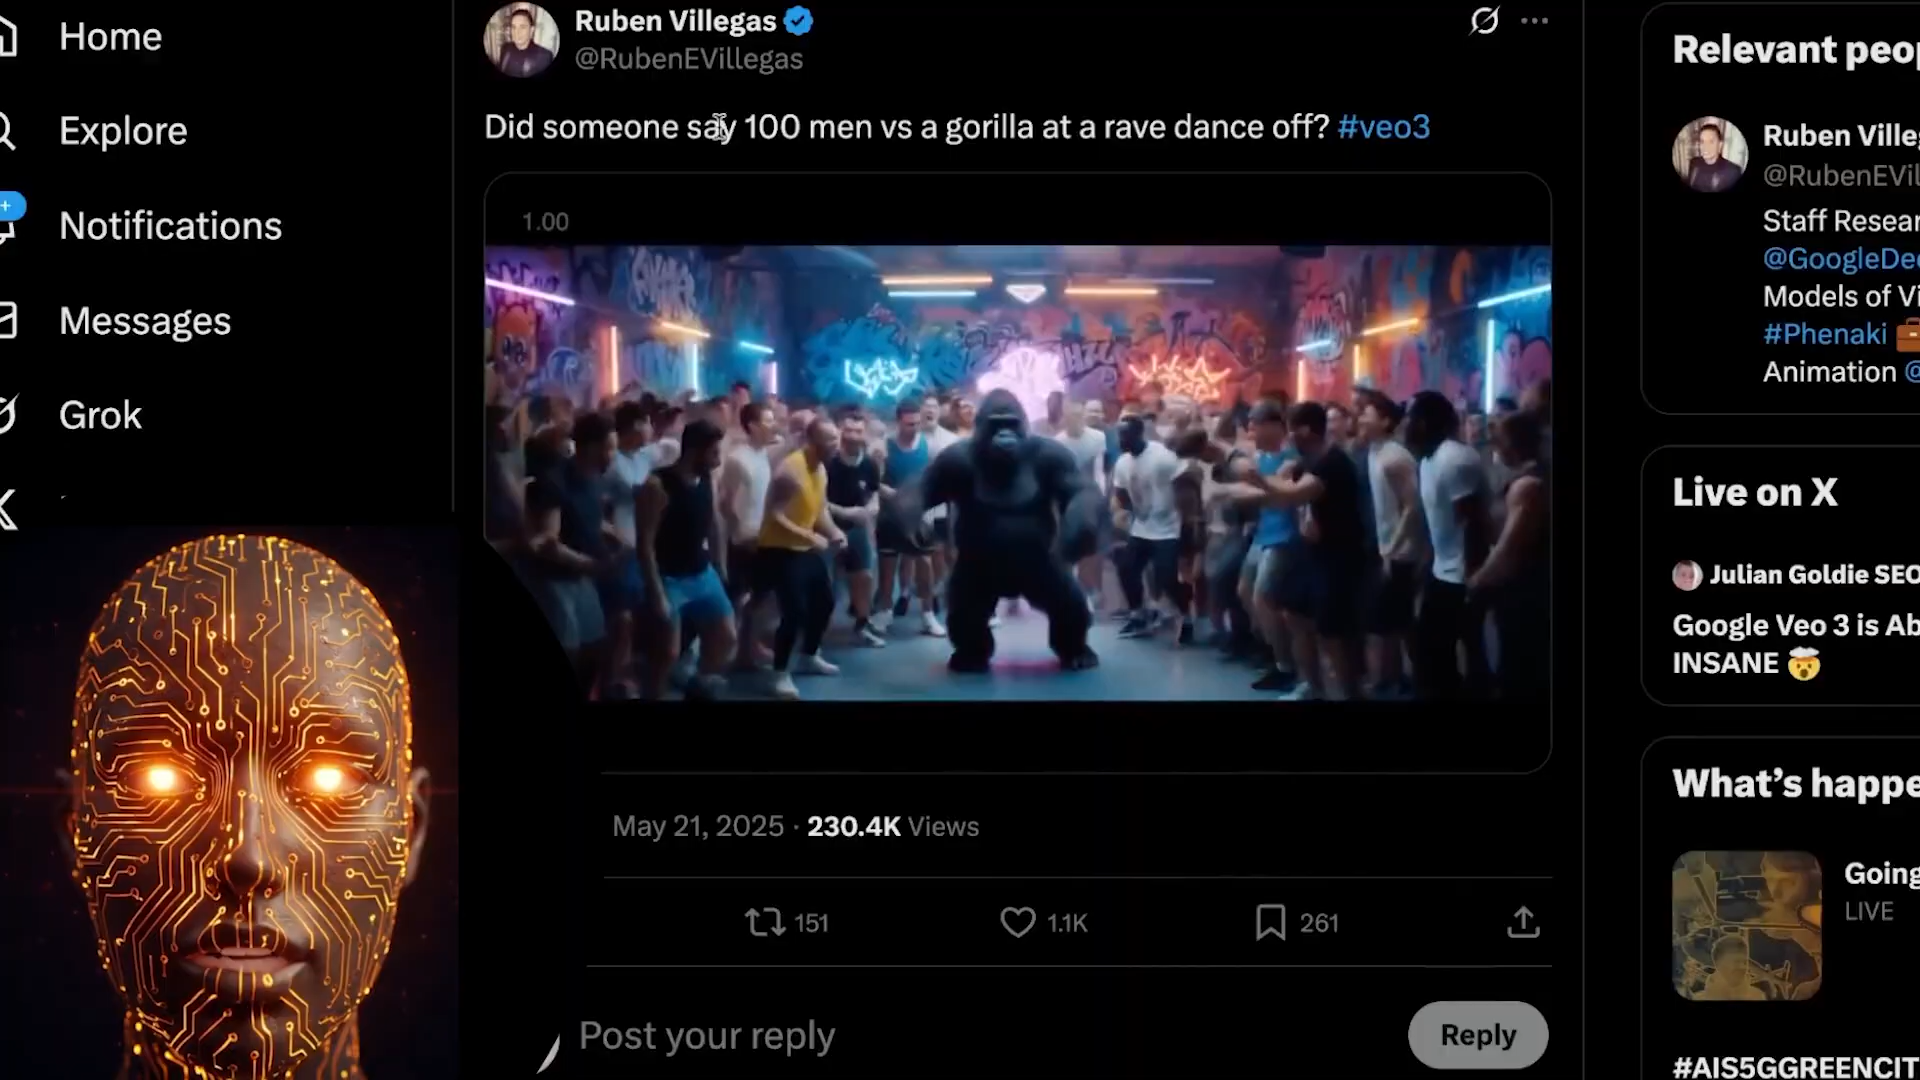 Home
Explore
Notifications
Messages
Grok
Ruben Villegas
@RubenEVillegas
Did someone say 100 men vs a gorilla at a rave dance off? #veo3
1.00
May 21, 2025 · 230.4K Views
151
1.1K
261
Post your reply
Reply
Relevant peop
Ruben Ville
@RubenEVil
Staff Resear
@GoogleDee
Models of Vi
#Phenaki
Animation @
Live on X
Julian Goldie SEO
Google Veo 3 is Ab
INSANE 🤯
What's happe
Going
LIVE
#AIS5GGREENCIT